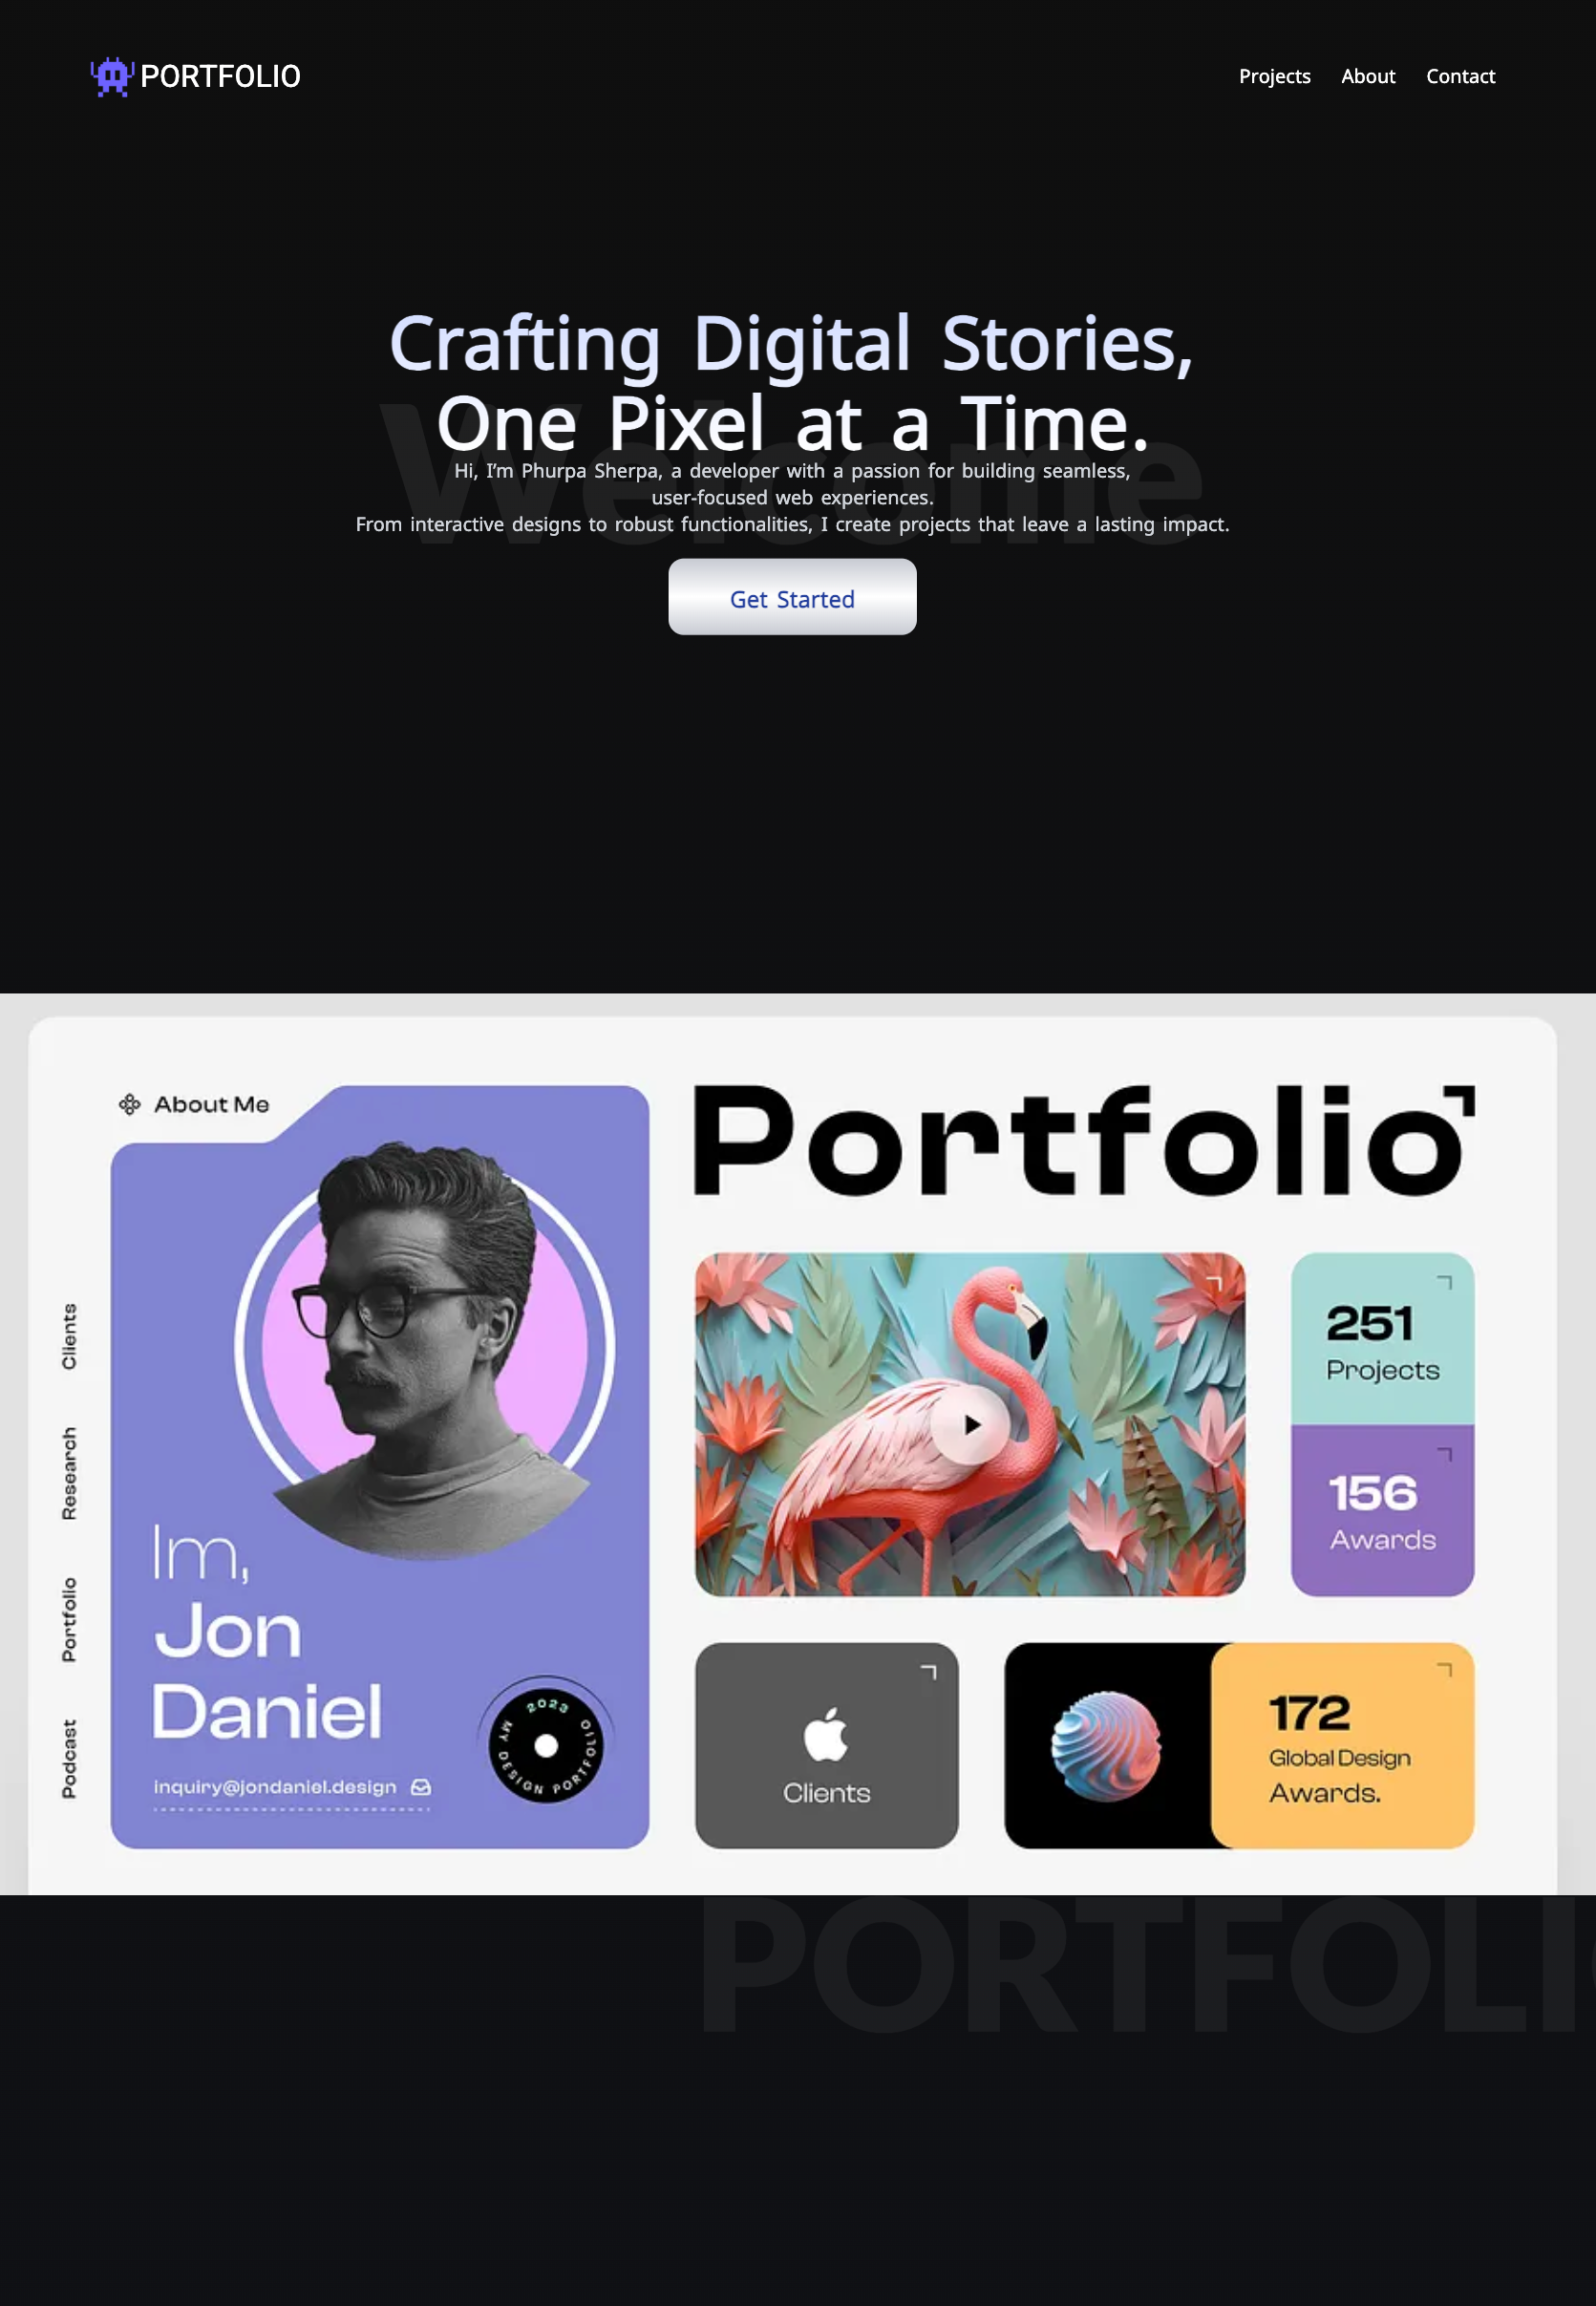 PORTFOLIO
Projects About Contact
Welcome
Crafting Digital Stories,
One Pixel at a Time.
Hi, I’m Phurpa Sherpa, a developer with a passion for building seamless,
user-focused web experiences.
From interactive designs to robust functionalities, I create projects that leave a lasting impact.
Get Started
About Me
Portfolio
Clients
Research
Portfolio
Podcast
Im,
Jon
Daniel
inquiry@jondaniel.design
2023
MY DESIGN PORTFOLIO
251
Projects
156
Awards
Clients
172
Global Design
Awards.
PORTFOLI